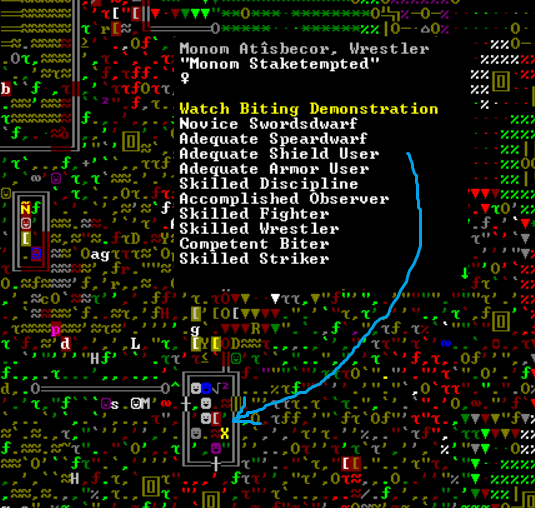 Monom Atîsbecor, Wrestler
"Monom Staketempted"
♀
Watch Biting Demonstration
Novice Swordsdwarf
Adequate Speardwarf
Adequate Shield User
Adequate Armor User
Skilled Discipline
Accomplished Observer
Skilled Fighter
Skilled Wrestler
Competent Biter
Skilled Striker